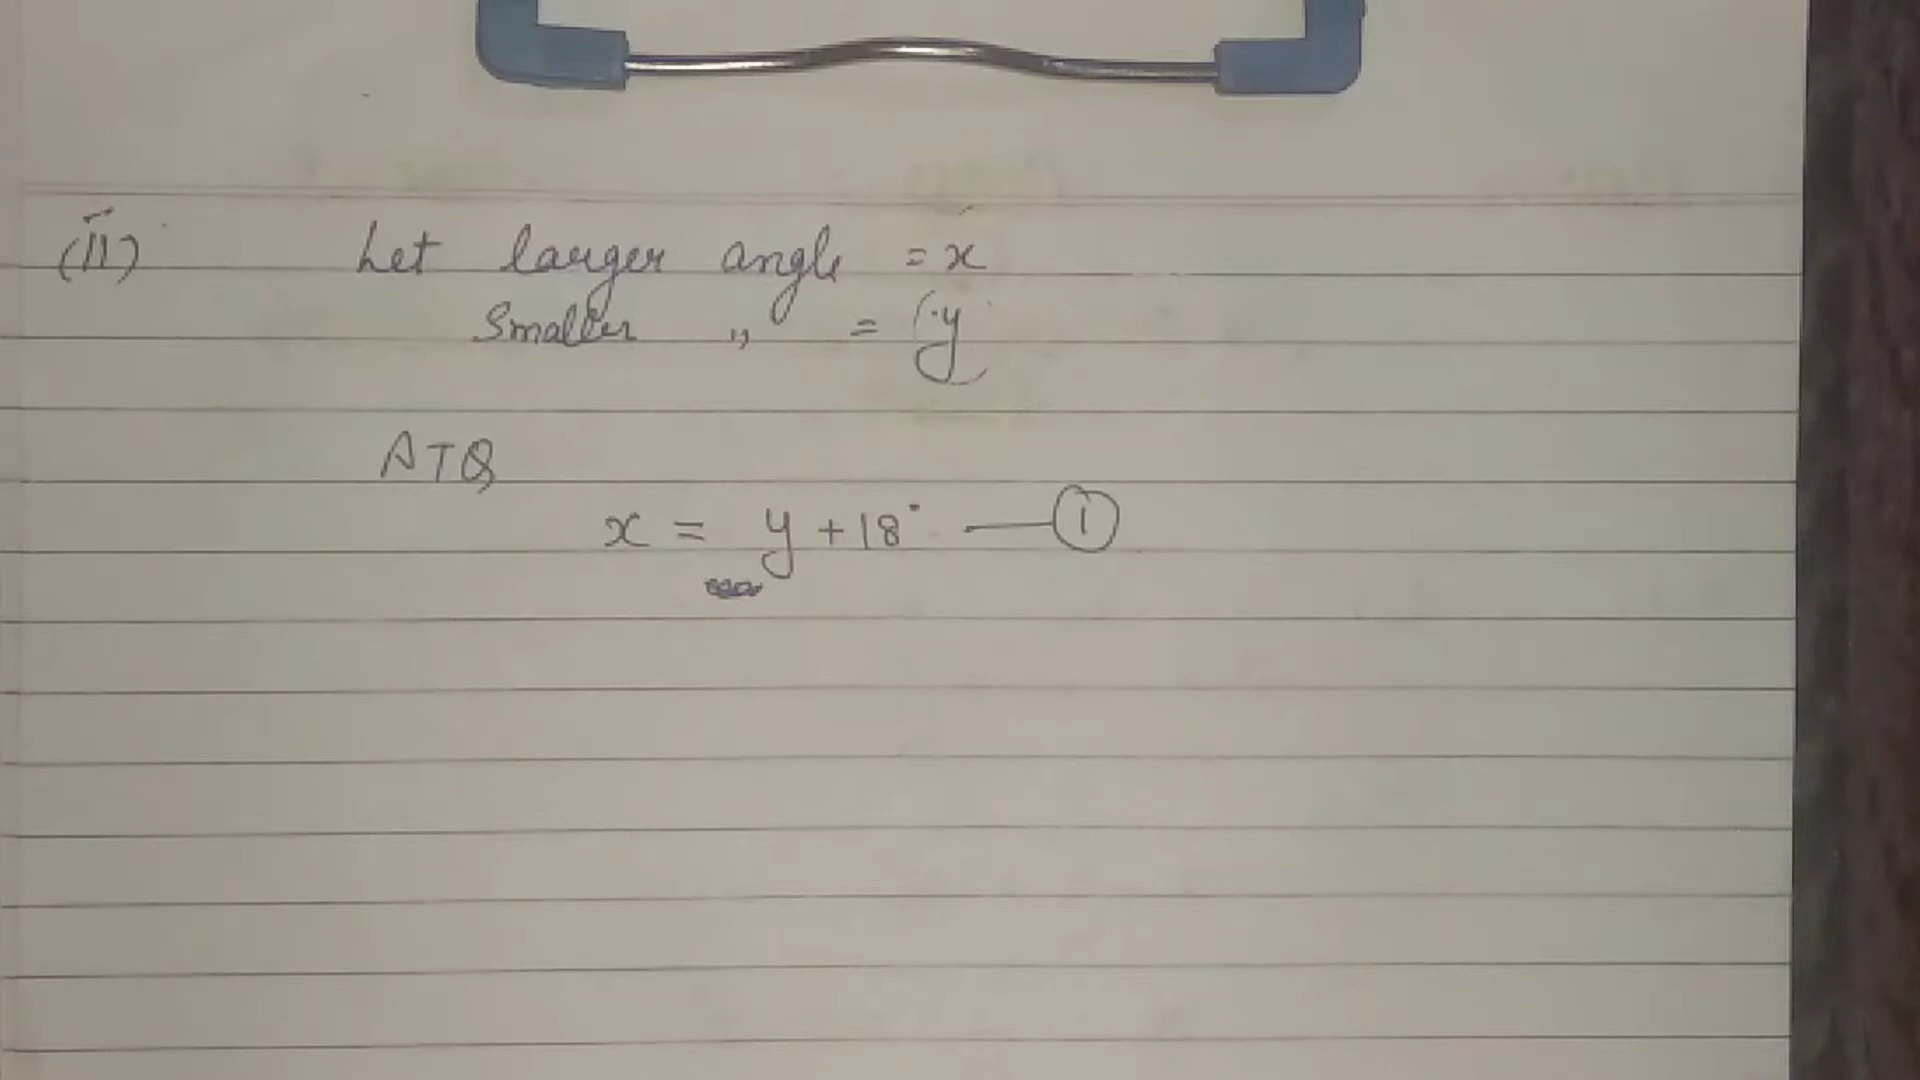 (ii) Let larger angle = x
Smaller ,, = y
ATQ
x = y + 18° — ①